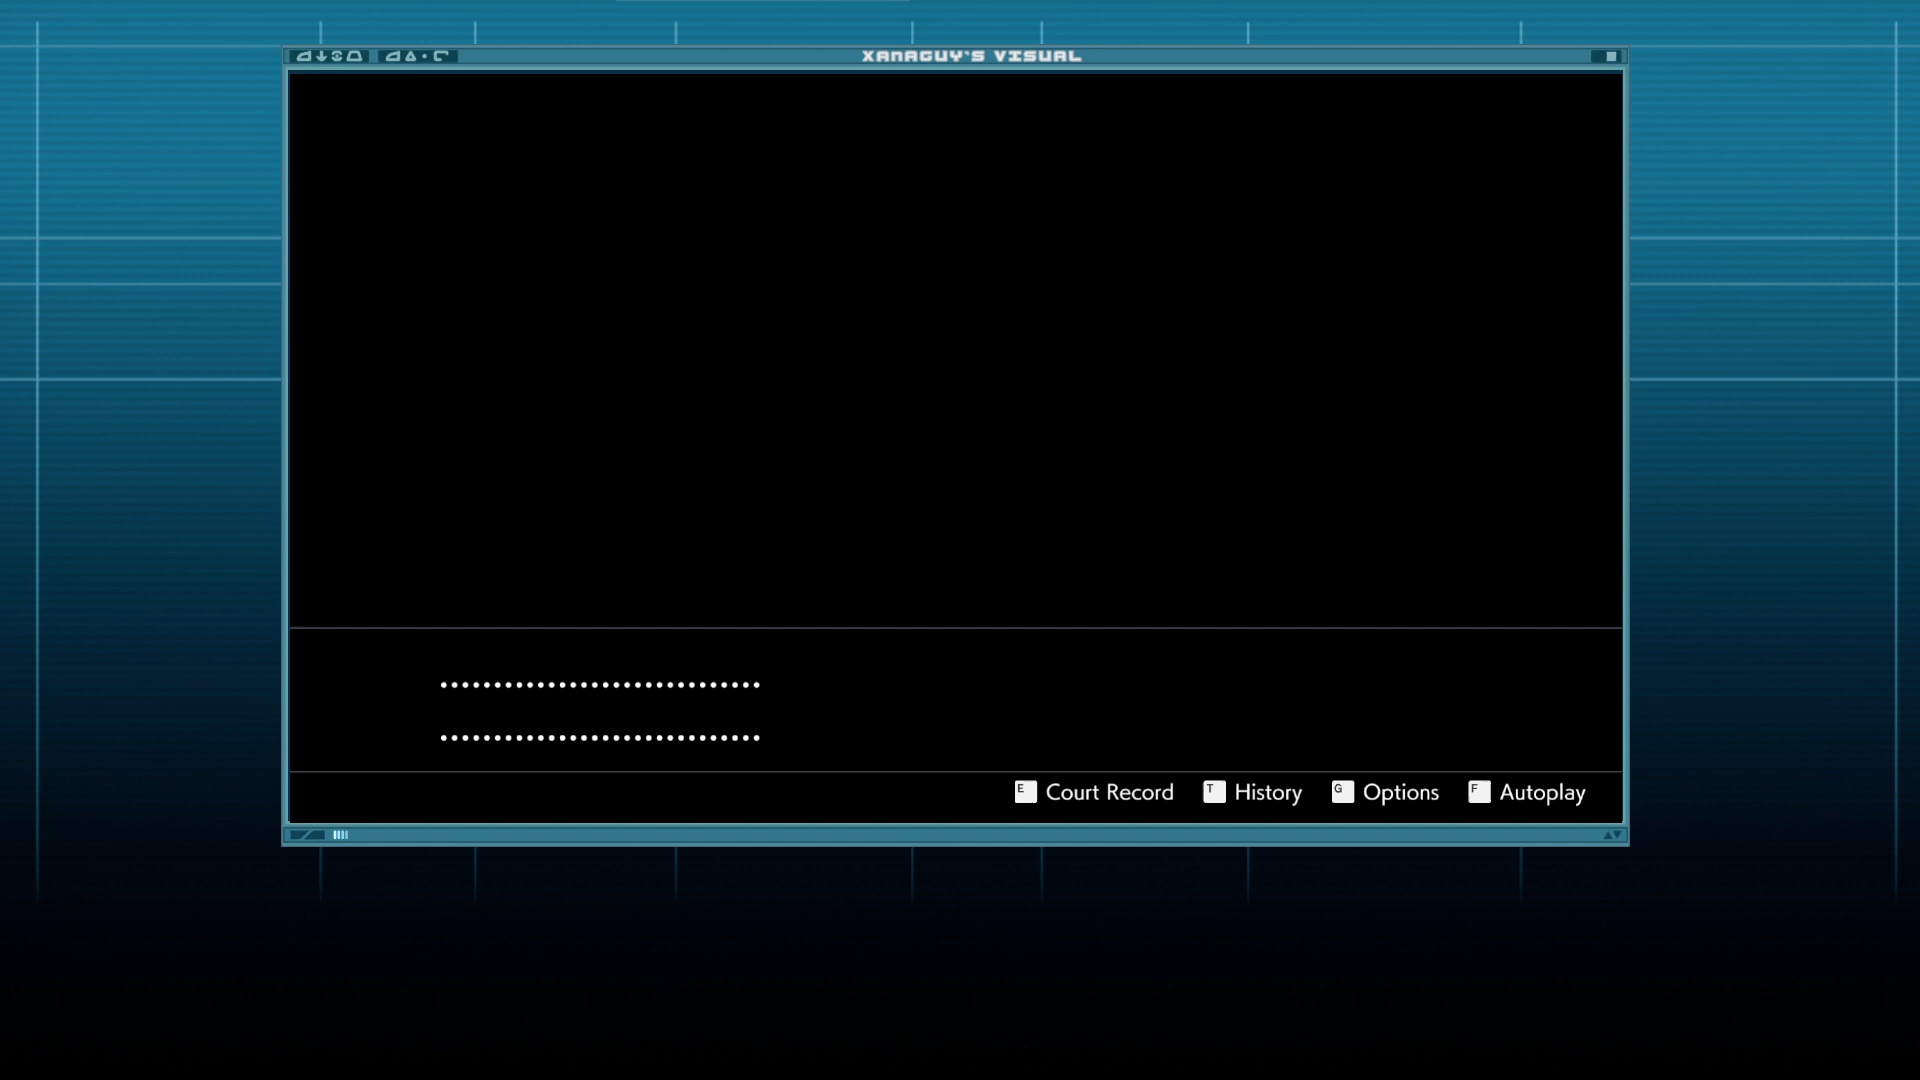 XANAGUY'S VISUAL
..............................
..............................
E Court Record T History G Options F Autoplay